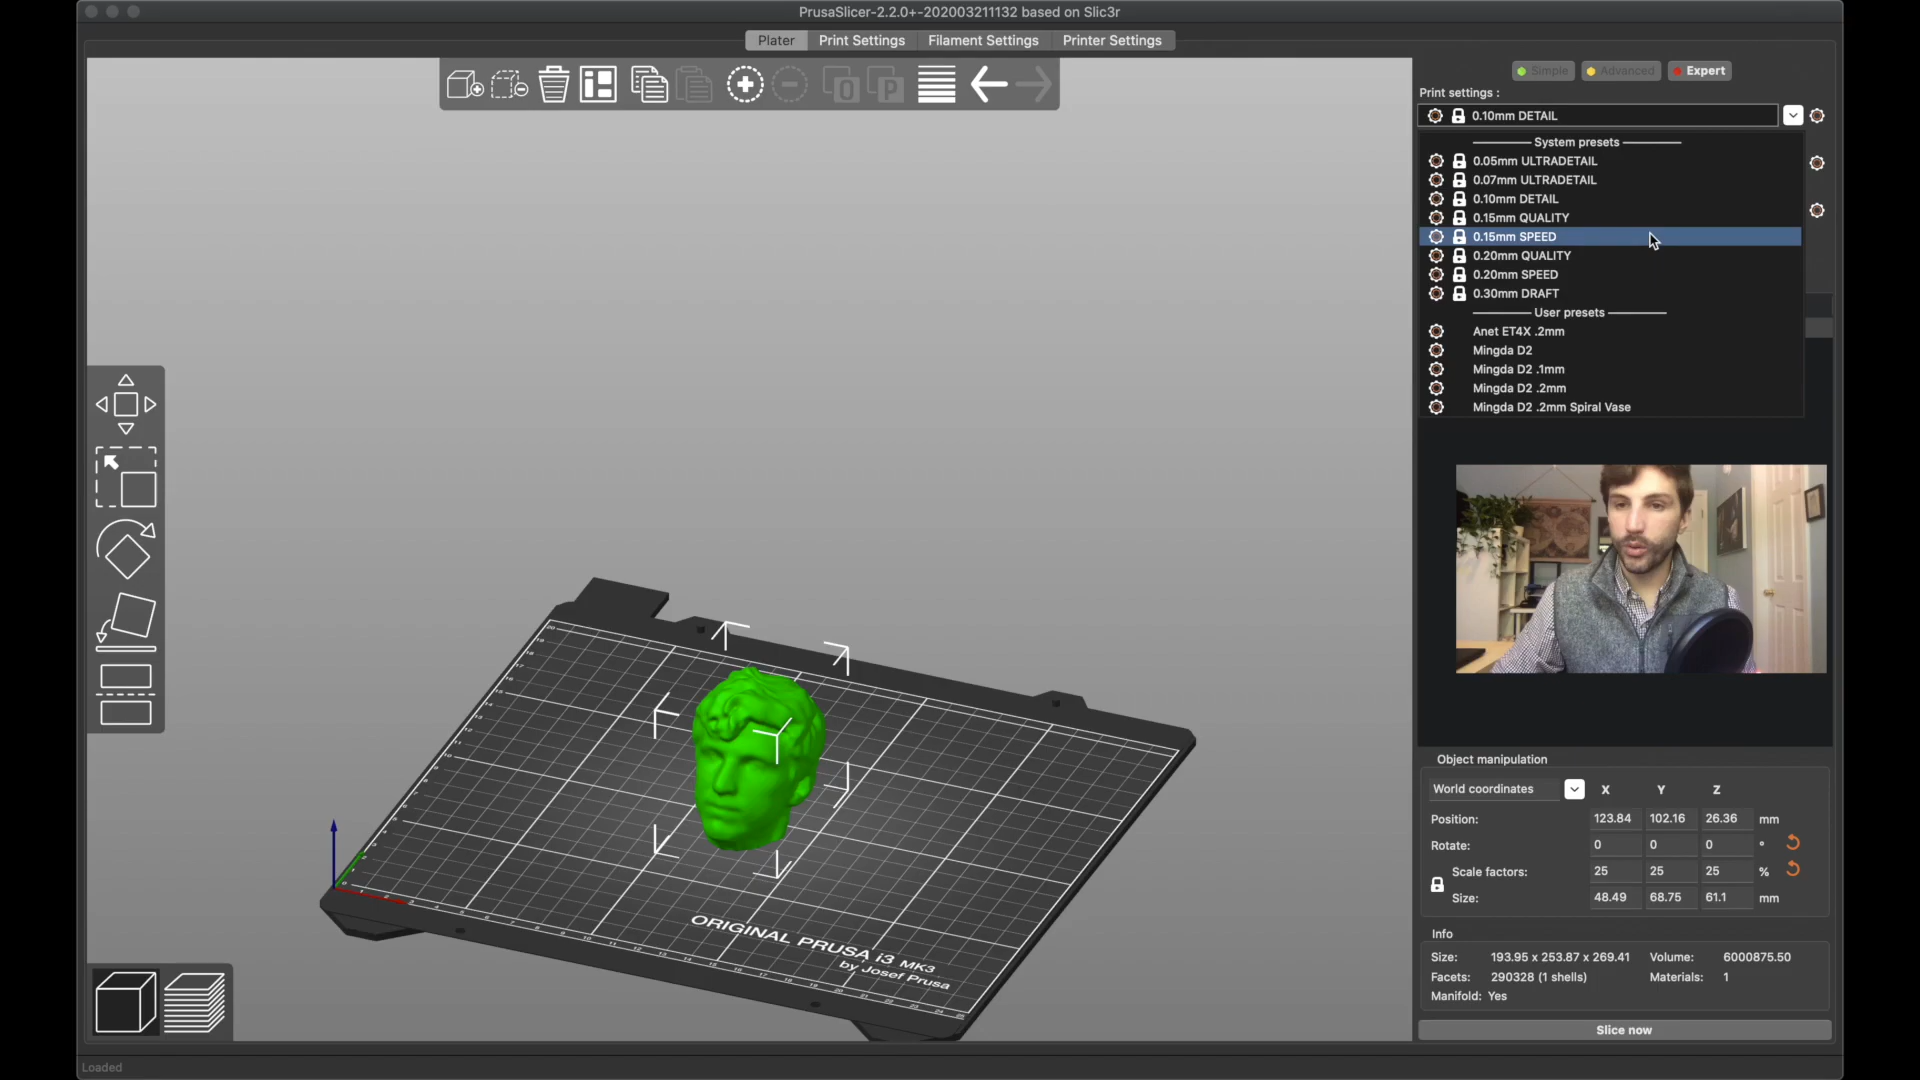 PrusaSlicer-2.2.0+-202003211132 based on Slic3r
Plater Print Settings Filament Settings Printer Settings
Simple Advanced Expert
Print settings :
0.10mm DETAIL
System presets
0.05mm ULTRADETAIL
0.07mm ULTRADETAIL
0.10mm DETAIL
0.15mm QUALITY
0.15mm SPEED
0.20mm QUALITY
0.20mm SPEED
0.30mm DRAFT
User presets
Anet ET4X .2mm
Mingda D2
Mingda D2 .1mm
Mingda D2 .2mm
Mingda D2 .2mm Spiral Vase
ORIGINAL PRUSA i3 MK3
by Josef Prusa
Object manipulation
World coordinates X Y Z
Position: 123.84 102.16 26.36 mm
Rotate: 0 0 0 °
Scale factors: 25 25 25 %
Size: 48.49 68.75 61.1 mm
Info
Size: 193.95 x 253.87 x 269.41 Volume: 6000875.50
Facets: 290328 (1 shells) Materials: 1
Manifold: Yes
Slice now
Loaded